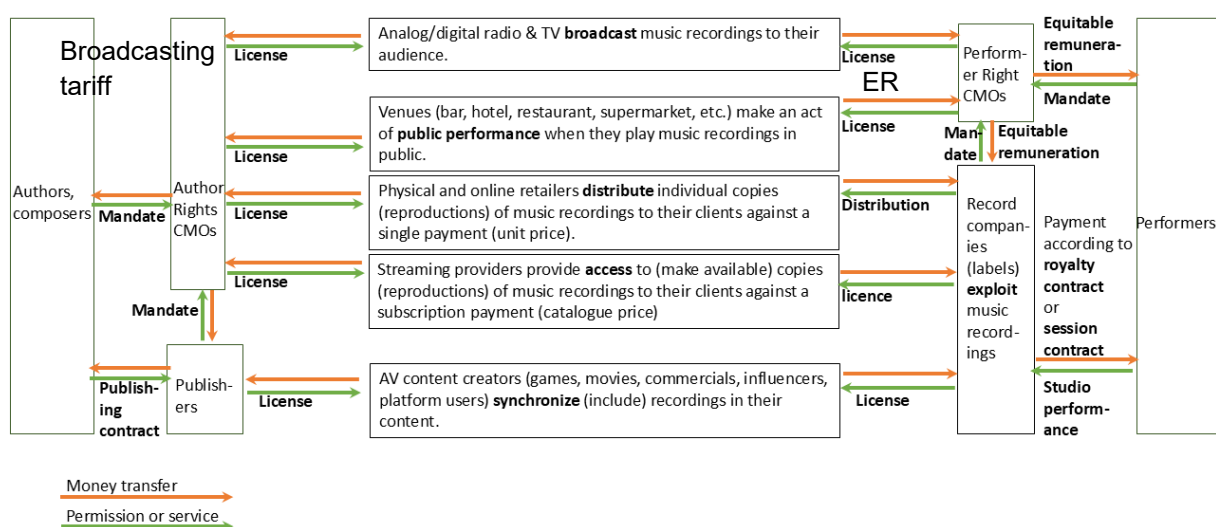 Broadcasting
tariff
Authors,
composers
Mandate
Publish-
ing
contract
Author
Rights
CMOs
Mandate
Publish-
ers
License
License
License
License
License
Analog/digital radio & TV broadcast music recordings to their
audience.
Venues (bar, hotel, restaurant, supermarket, etc.) make an act
of public performance when they play music recordings in
public.
Physical and online retailers distribute individual copies
(reproductions) of music recordings to their clients against a
single payment (unit price).
Streaming providers provide access to (make available) copies
(reproductions) of music recordings to their clients against a
subscription payment (catalogue price)
AV content creators (games, movies, commercials, influencers,
platform users) synchronize (include) recordings in their
content.
License
ER
License
Distribution
licence
License
Perform-
er Right
CMOs
Man-
date
Equitable
remuneration
Record
compan-
ies
(labels)
exploit
music
record-
ings
Equitable
remunera-
tion
Mandate
Payment
according to
royalty
contract
or
session
contract
Studio
perform-
ance
Performers
Money transfer
Permission or service